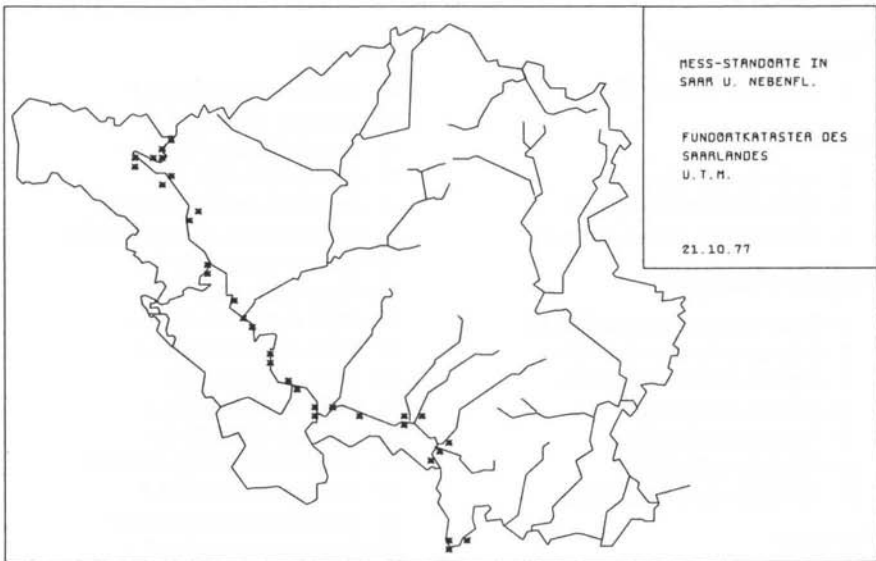 MESS-STANDORTE IN
SAAR U. NEBENFL.
FUNDORTKATASTER DES
SAARLANDES
U.T.M.
21.10.77